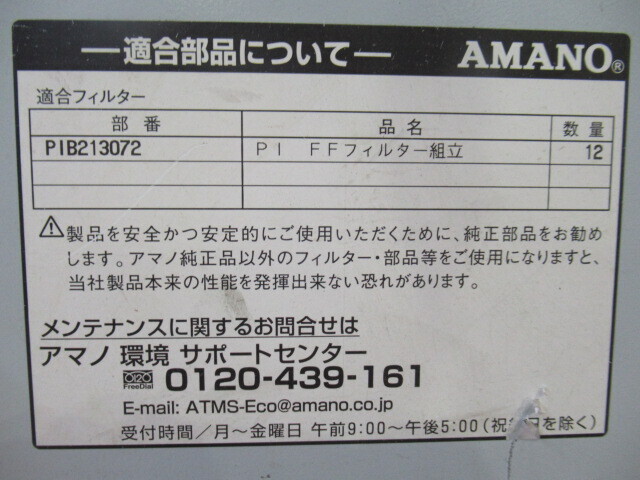 ―適合部品について― AMANO®
適合フィルター
部番 品名 数量
PIB213072 PI FFフィルター組立 12
⚠製品を安全かつ安定的にご使用いただくために、純正部品をお勧め
します。アマノ純正品以外のフィルター・部品等をご使用になりますと、
当社製品本来の性能を発揮出来ない恐れがあります。
メンテナンスに関するお問合せは
アマノ 環境 サポートセンター
FreeDial 0120-439-161
E-mail: ATMS-Eco@amano.co.jp
受付時間／月〜金曜日 午前9:00〜午後5:00(祝祭日を除く)